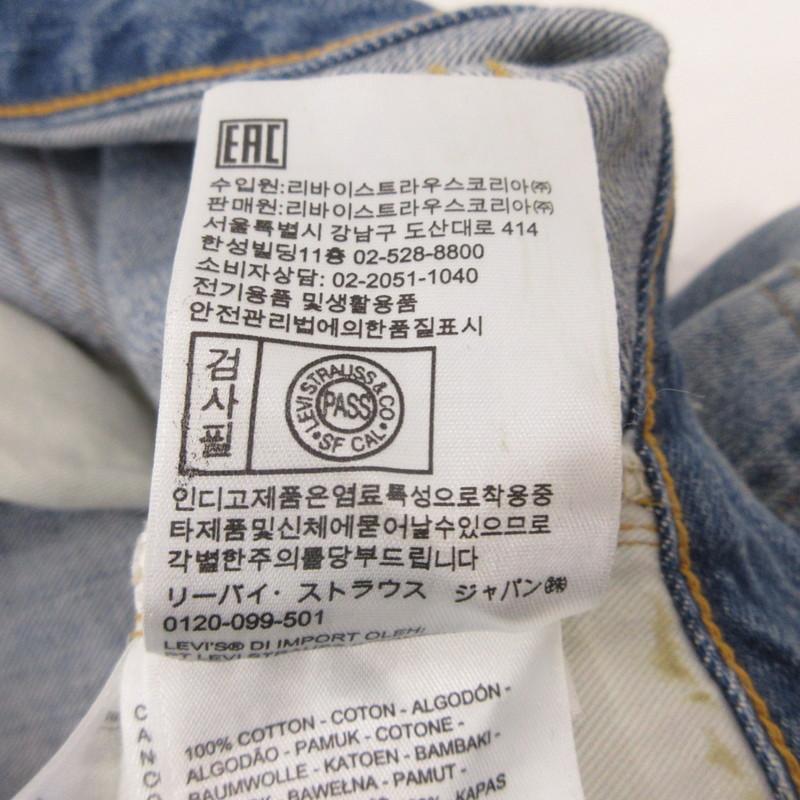 EAC
수입원:리바이스트라우스코리아㈜
판매원:리바이스트라우스코리아㈜
서울특별시 강남구 도산대로 414
한성빌딩11층 02-528-8800
소비자상담: 02-2051-1040
전기용품 및생활용품
안전관리법에의한품질표시
검사필
LEVI STRAUSS & CO
PASS
SF CAL
인디고제품은염료특성으로착용중
타제품및신체에묻어날수있으므로
각별한주의를당부드립니다
リーバイ・ストラウス ジャパン㈱
0120-099-501
LEVI'S® DI IMPORT OLEH:
PT LEVI
100% COTTON - COTON - ALGODÓN -
ALGODÃO - PAMUK - COTONE -
BAUMWOLLE - KATOEN - BAMBAKI -
BAWEŁNA - PAMUT -
KAPAS